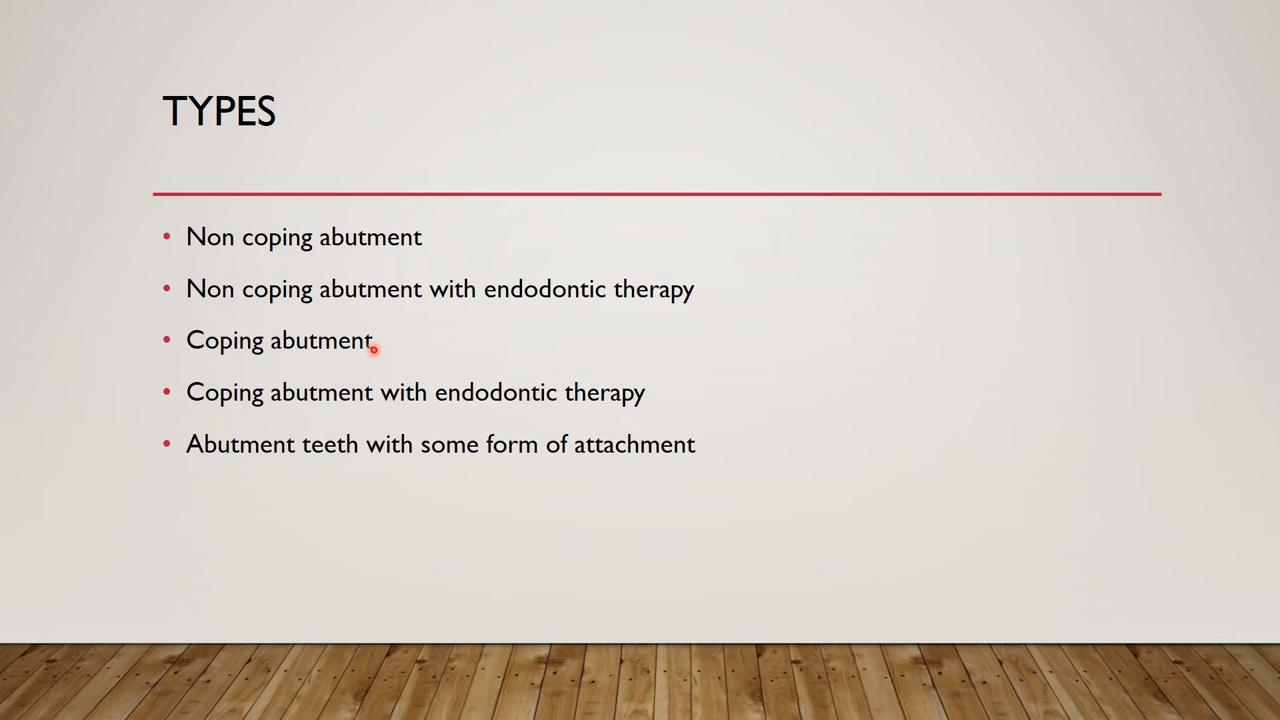 TYPES
• Non coping abutment
• Non coping abutment with endodontic therapy
• Coping abutment
• Coping abutment with endodontic therapy
• Abutment teeth with some form of attachment